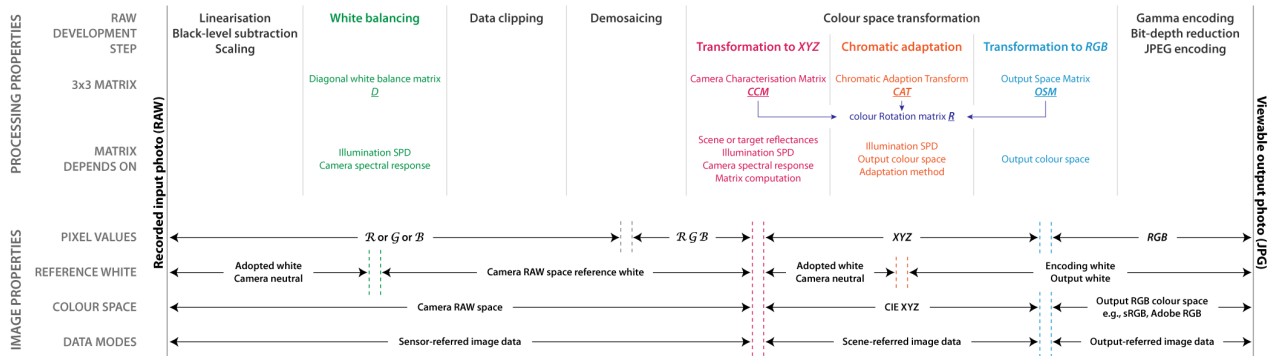 PROCESSING PROPERTIES
RAW
DEVELOPMENT
STEP
Linearisation
Black-level subtraction
Scaling
White balancing
Data clipping
Demosaicing
Colour space transformation
Transformation to XYZ
Chromatic adaptation
Transformation to RGB
Gamma encoding
Bit-depth reduction
JPEG encoding
3x3 MATRIX
Diagonal white balance matrix
D
Camera Characterisation Matrix
CCM
Chromatic Adaption Transform
CAT
Output Space Matrix
OSM
colour Rotation matrix R
MATRIX
DEPENDS ON
Illumination SPD
Camera spectral response
Scene or target reflectances
Illumination SPD
Camera spectral response
Matrix computation
Illumination SPD
Output colour space
Adaptation method
Output colour space
Recorded input photo (RAW)
Viewable output photo (JPG)
IMAGE PROPERTIES
PIXEL VALUES
ℛ or 𝒢 or ℬ
ℛ 𝒢 ℬ
XYZ
RGB
REFERENCE WHITE
Adopted white
Camera neutral
Camera RAW space reference white
Adopted white
Camera neutral
Encoding white
Output white
COLOUR SPACE
Camera RAW space
CIE XYZ
Output RGB colour space
e.g., sRGB, Adobe RGB
DATA MODES
Sensor-referred image data
Scene-referred image data
Output-referred image data